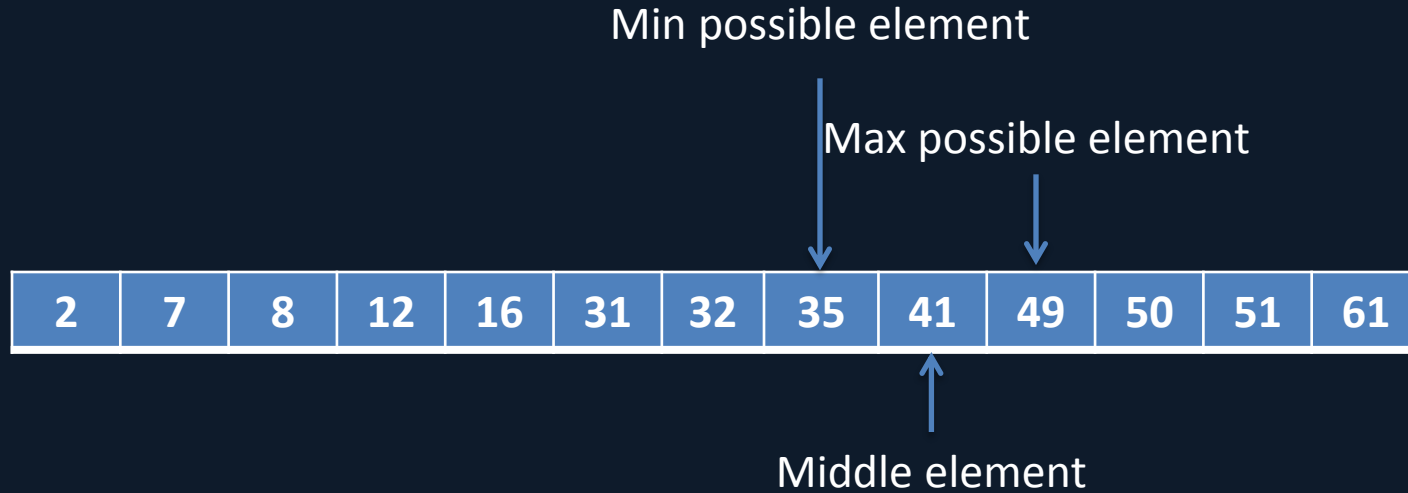 Min possible element
Max possible element
2 7 8 12 16 31 32 35 41 49 50 51 61
Middle element